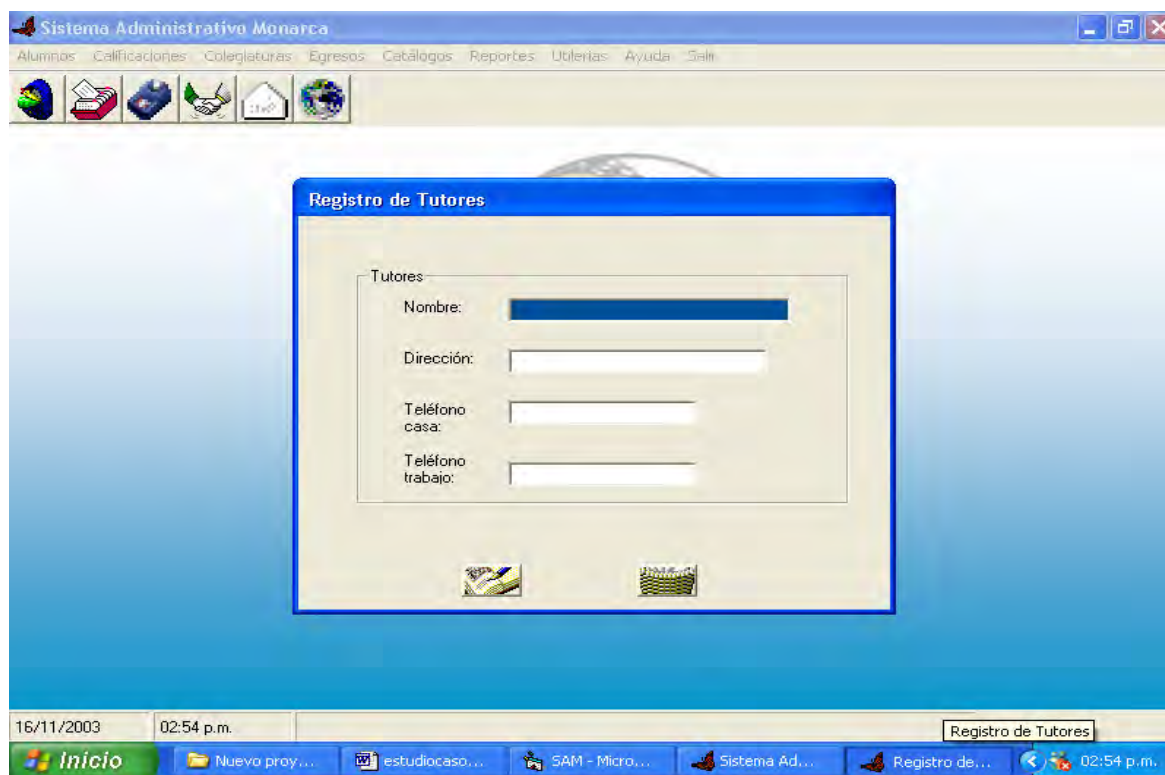 Sistema Administrativo Monarca
Alumnos Calificaciones Colegiaturas Egresos Catálogos Reportes Utilerias Ayuda Salir
Registro de Tutores
Tutores
Nombre:
Dirección:
Teléfono
casa:
Teléfono
trabajo:
16/11/2003 02:54 p.m.
Registro de Tutores
Inicio Nuevo proy... estudiocaso... SAM - Micro... Sistema Ad... Registro de... 02:54 p.m.